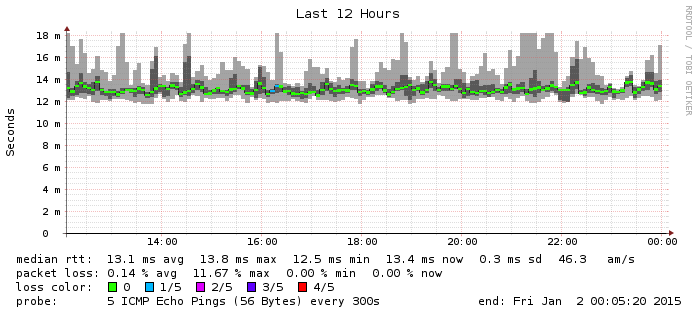 Last 12 Hours
RRDTOOL / TOBI OETIKER
Seconds
18 m
16 m
14 m
12 m
10 m
8 m
6 m
4 m
2 m
0
14:00 16:00 18:00 20:00 22:00 00:00
median rtt: 13.1 ms avg 13.8 ms max 12.5 ms min 13.4 ms now 0.3 ms sd 46.3 am/s
packet loss: 0.14 % avg 11.67 % max 0.00 % min 0.00 % now
loss color: 0 1/5 2/5 3/5 4/5
probe: 5 ICMP Echo Pings (56 Bytes) every 300s end: Fri Jan 2 00:05:20 2015